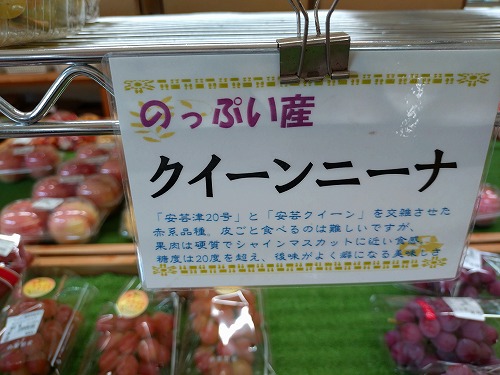 のっぷい産
クイーンニーナ
「安芸津20号」と「安芸クイーン」を交雑させた
赤系品種。皮ごと食べるのは難しいですが、
果肉は硬質でシャインマスカットに近い食感
糖度は20度を超え、後味がよく癖になる美味しさ